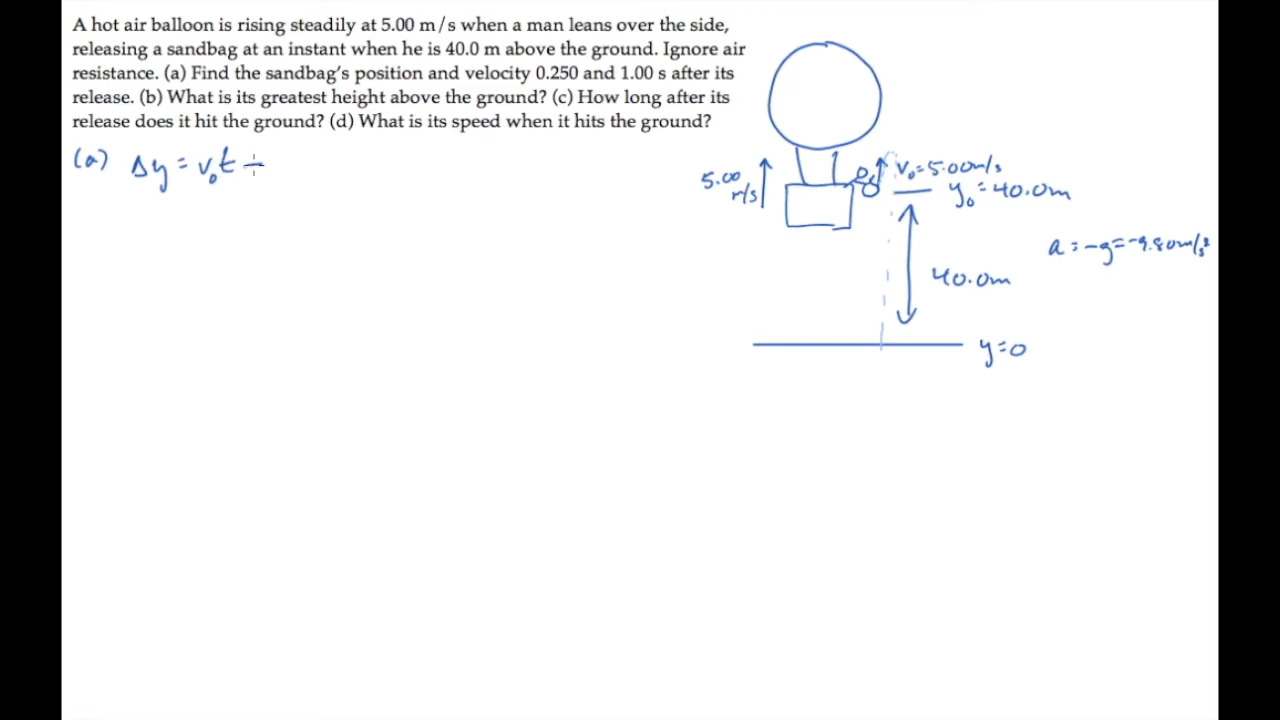 A hot air balloon is rising steadily at 5.00 m/s when a man leans over the side,
releasing a sandbag at an instant when he is 40.0 m above the ground. Ignore air
resistance. (a) Find the sandbag's position and velocity 0.250 and 1.00 s after its
release. (b) What is its greatest height above the ground? (c) How long after its
release does it hit the ground? (d) What is its speed when it hits the ground?
(a) Δy = v₀t +
5.00 m/s
v₀ = 5.00 m/s
y₀ = 40.0m
a = -g = -9.80 m/s²
40.0m
y = 0